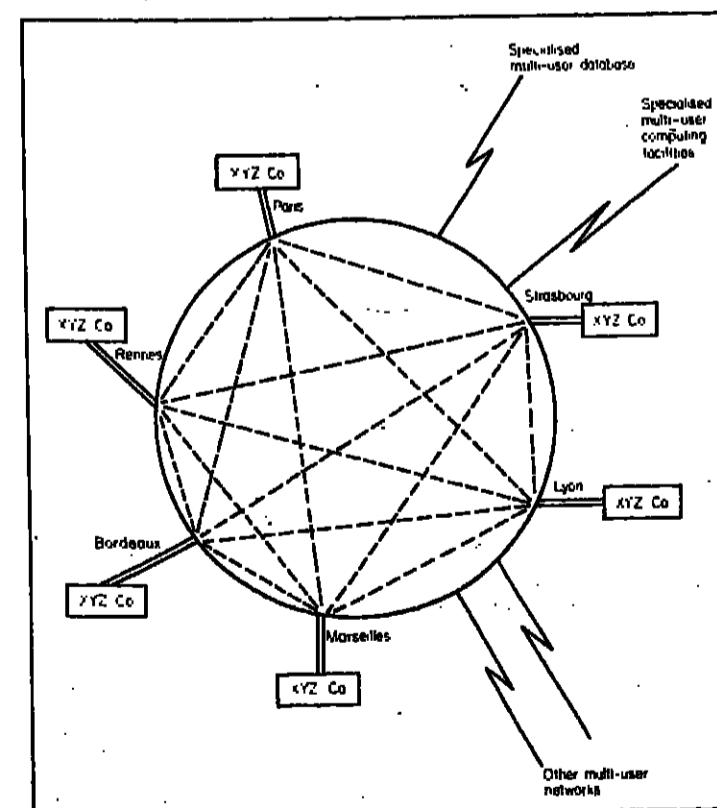 Specialised
multi-user database
Specialised
multi-user
computing
facilities
XYZ Co
Paris
Strasbourg
XYZ Co
XYZ Co
Rennes
Lyon
XYZ Co
Bordeaux
XYZ Co
Marseilles
XYZ Co
Other multi-user
networks